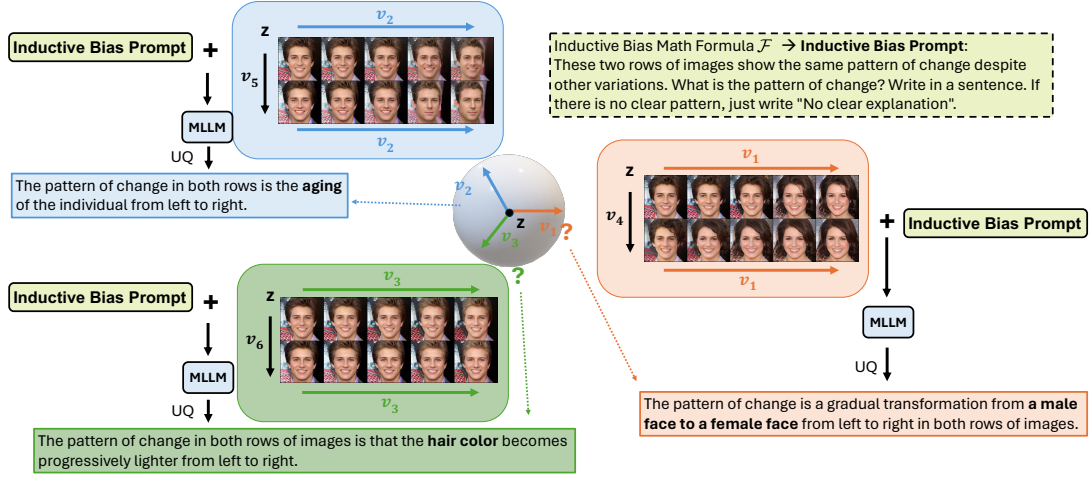 Inductive Bias Prompt
+
z
v₂
v₅
v₂
MLLM
UQ
The pattern of change in both rows is the aging
of the individual from left to right.
Inductive Bias Math Formula ℱ → Inductive Bias Prompt:
These two rows of images show the same pattern of change despite
other variations. What is the pattern of change? Write in a sentence. If
there is no clear pattern, just write "No clear explanation".
v₂
z
v₁
?
v₃
?
z
v₁
v₄
v₁
+
Inductive Bias Prompt
MLLM
UQ
The pattern of change is a gradual transformation from a male
face to a female face from left to right in both rows of images.
Inductive Bias Prompt
+
z
v₃
v₆
v₃
MLLM
UQ
The pattern of change in both rows of images is that the hair color becomes
progressively lighter from left to right.